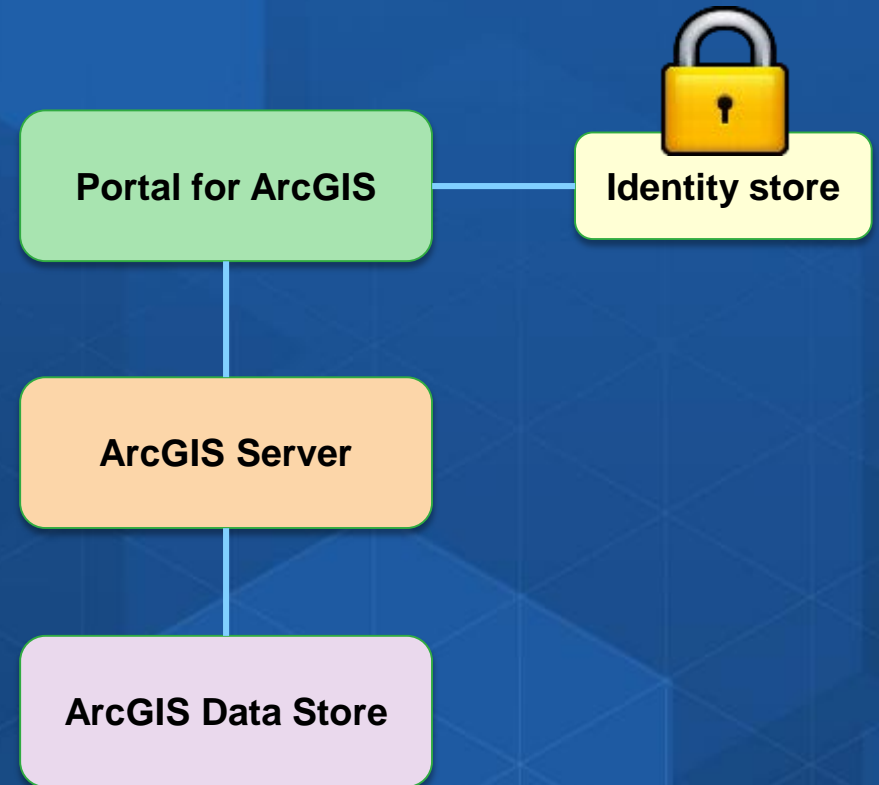 Portal for ArcGIS
Identity store
ArcGIS Server
ArcGIS Data Store